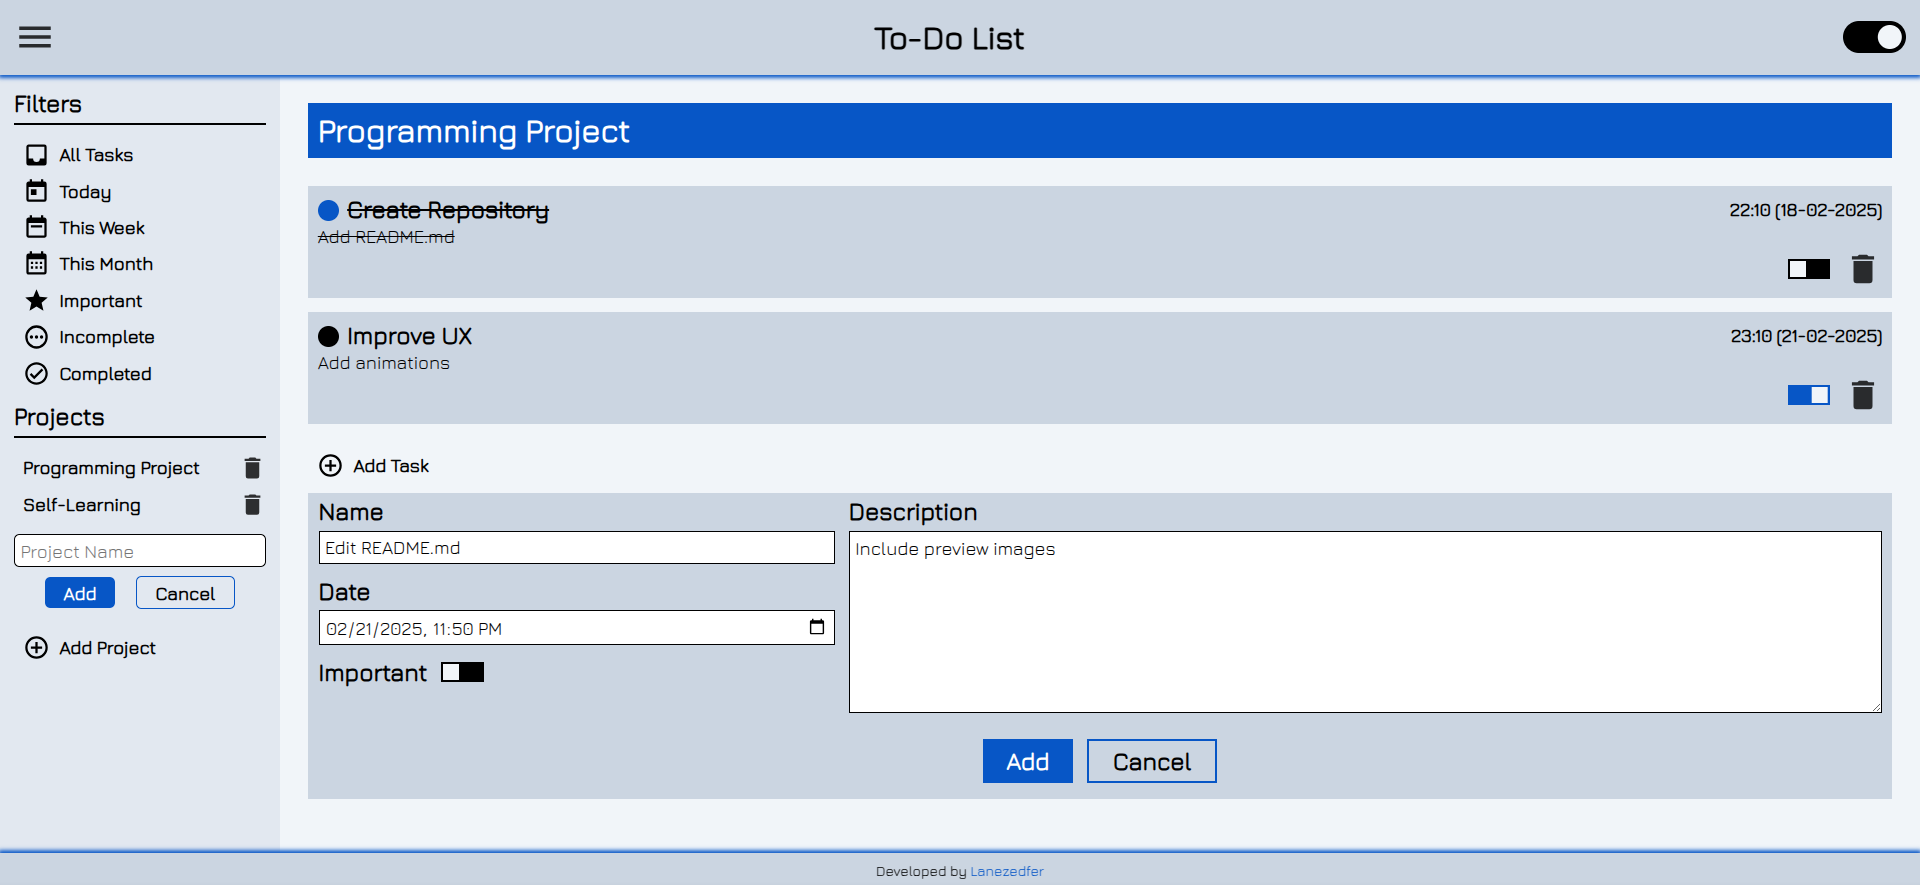 To-Do List
Filters
All Tasks
Today
This Week
This Month
Important
Incomplete
Completed
Projects
Programming Project
Self-Learning
Project Name
Add Cancel
Add Project
Programming Project
Create Repository 22:10 (18-02-2025)
Add README.md
Improve UX 23:10 (21-02-2025)
Add animations
Add Task
Name
Edit README.md
Date
02/21/2025, 11:50 PM
Important
Description
Include preview images
Add Cancel
Developed by Lanezedfer